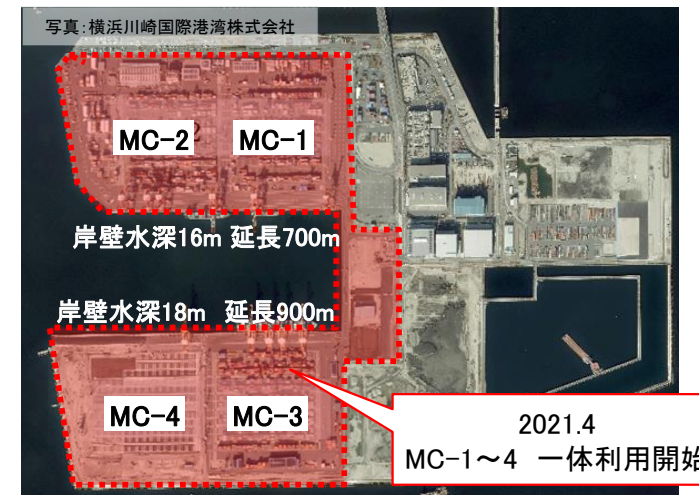 写真:横浜川崎国際港湾株式会社
MC-2 MC-1
岸壁水深16m 延長700m
岸壁水深18m 延長900m
MC-4 MC-3
2021.4
MC-1~4 一体利用開始